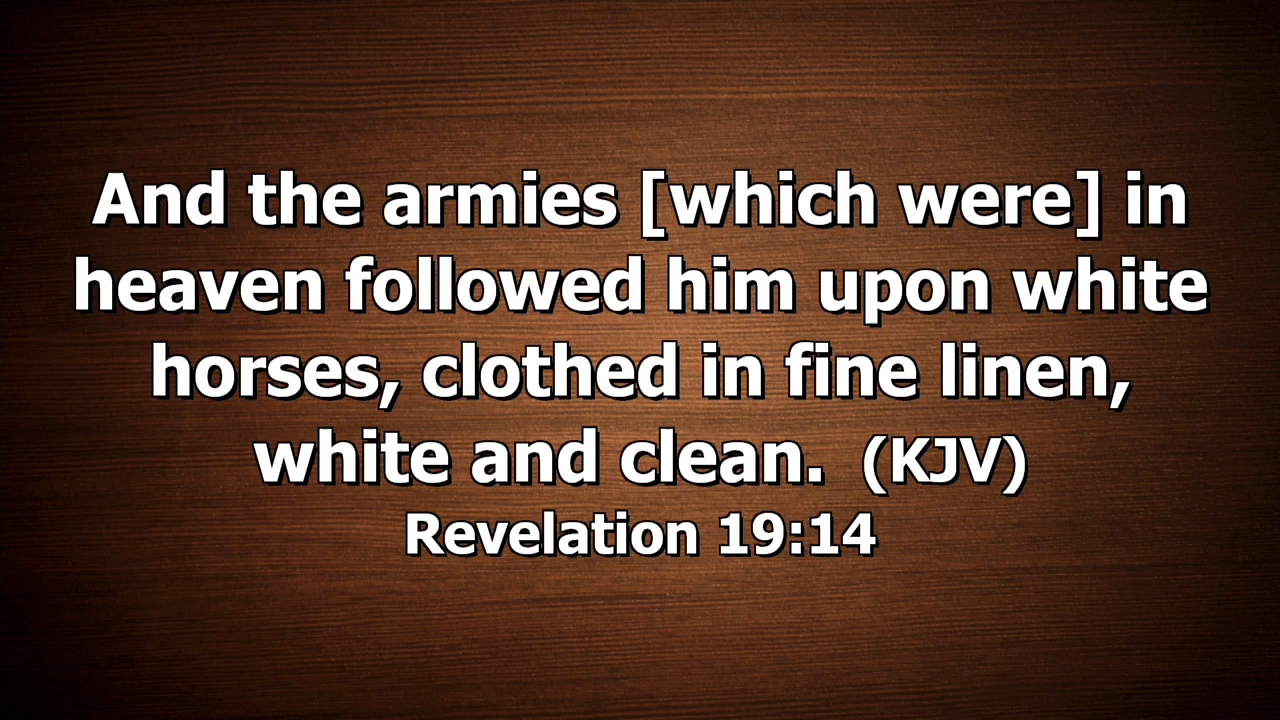 And the armies [which were] in
heaven followed him upon white
horses, clothed in fine linen,
white and clean. (KJV)
Revelation 19:14